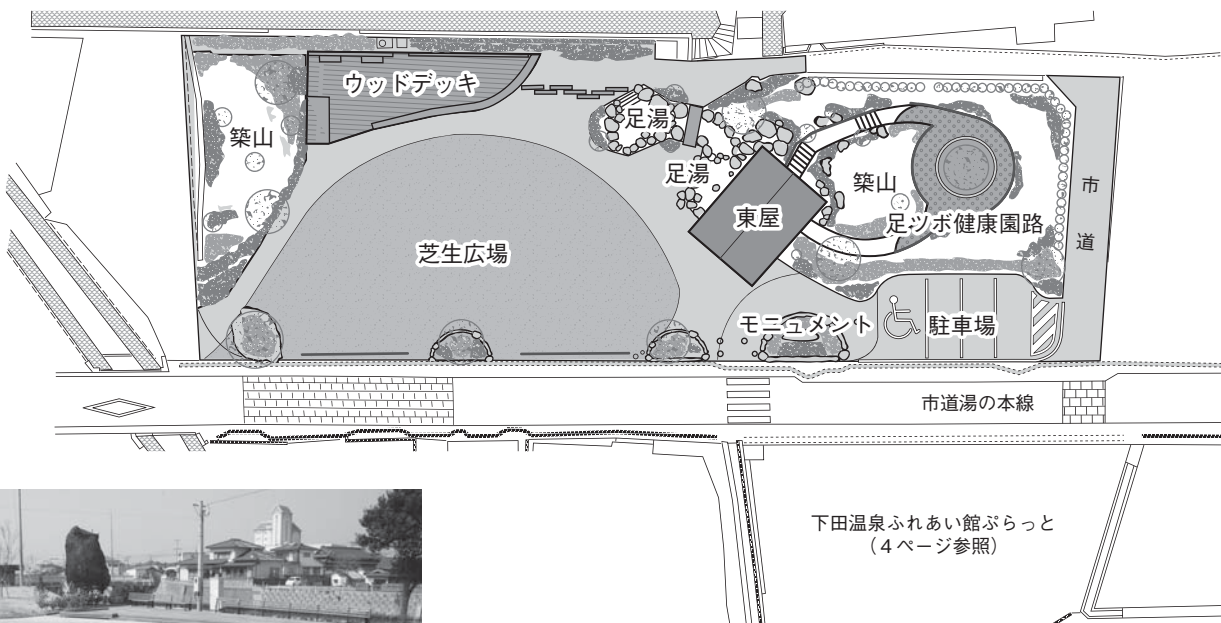 ウッドデッキ
築山
足湯
足湯
築山
市道
東屋
足ツボ健康園路
芝生広場
モニュメント
駐車場
市道湯の本線
下田温泉ふれあい館ぷらっと
(4ページ参照)